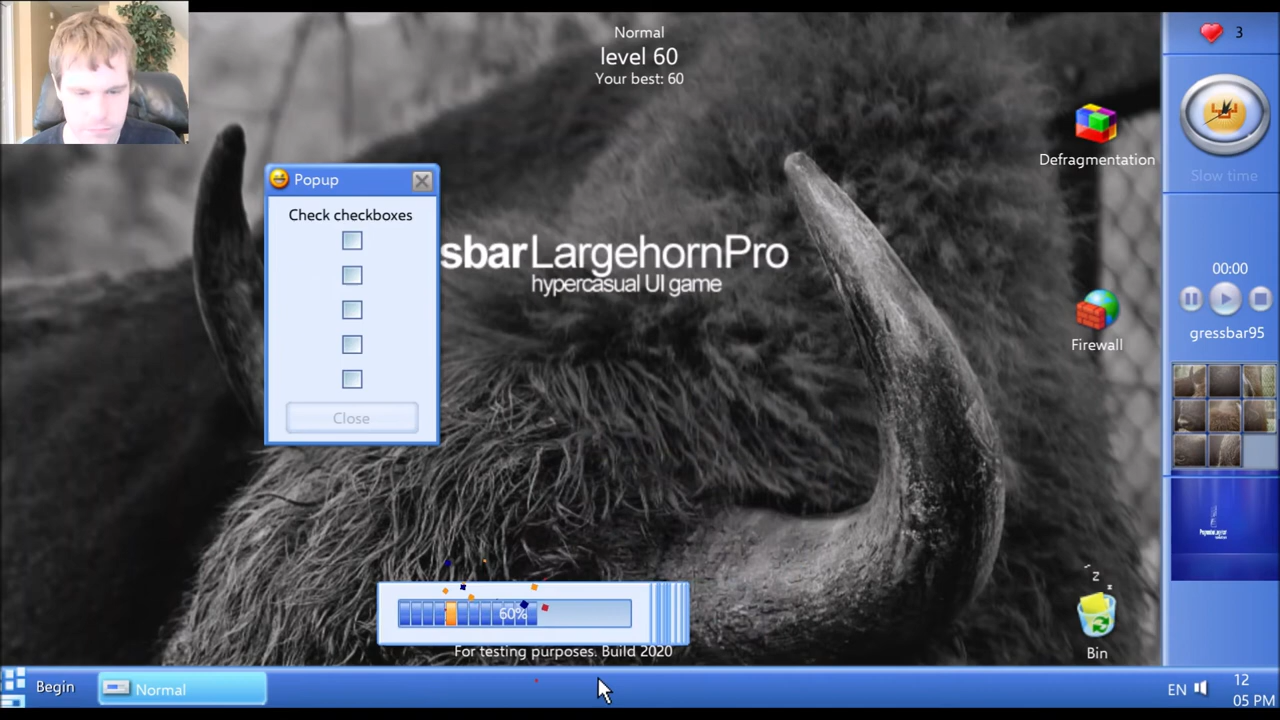 Normal
level 60
Your best: 60
3
Defragmentation
Slow time
Popup
Check checkboxes
sbarLargehornPro
hypercasual UI game
00:00
gressbar95
Firewall
Close
60%
For testing purposes. Build 2020
Z
Bin
Begin
Normal
EN
12
05 PM